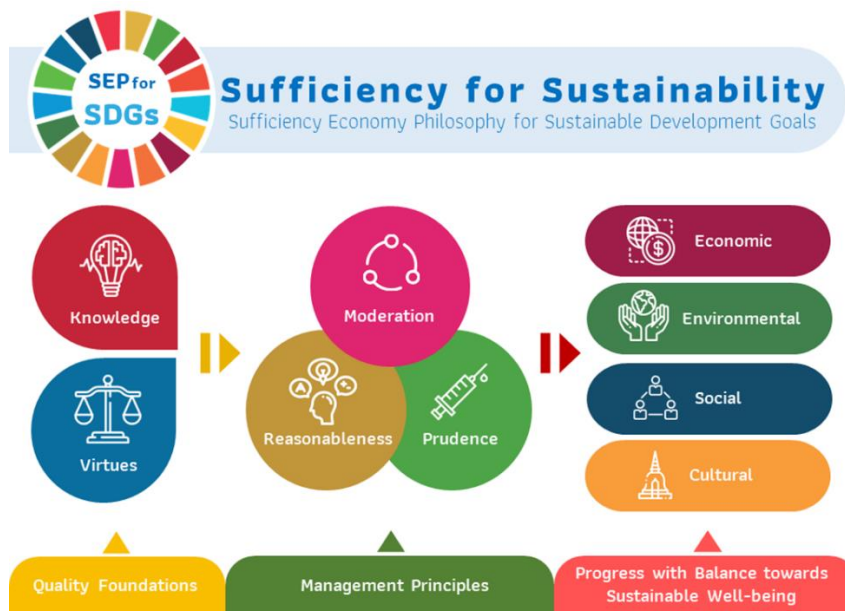 SEP for
SDGs
Sufficiency for Sustainability
Sufficiency Economy Philosophy for Sustainable Development Goals
Knowledge
Virtues
Moderation
Reasonableness
Prudence
$
Economic
Environmental
Social
Cultural
Quality Foundations
Management Principles
Progress with Balance towards
Sustainable Well-being